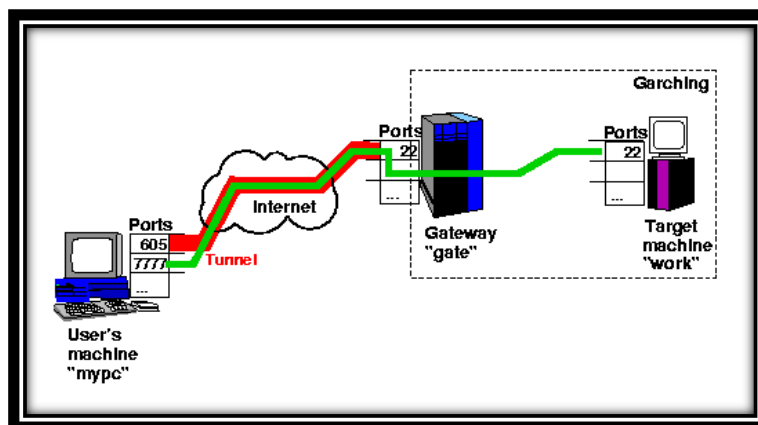 Garching
Ports
22
...
Ports
22
...
Internet
Gateway
"gate"
Target
machine
"work"
Ports
605
7777
...
Tunnel
User's
machine
"mypc"